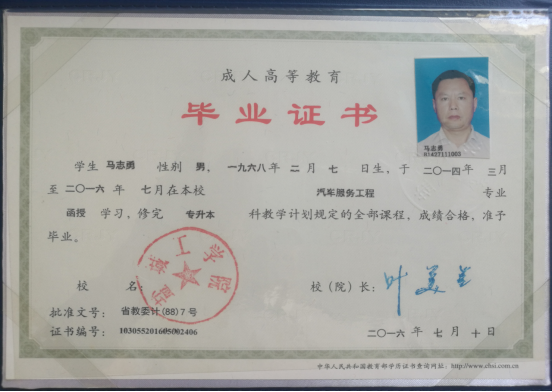 成人高等教育
毕业证书
马志勇
学生 马志勇 性别 男，一九六八年 二 月 七 日生，于 二〇一四年 三月
至二〇一六 年 七月在本校 汽车服务工程 专业
函授 学习，修完 专升本 科教学计划规定的全部课程，成绩合格，准予
毕业。
校 名：
校（院）长：
批准文号： 省教委计(88)7号
证书编号： 103055201605002406
二〇一六 年 七 月 十 日
中华人民共和国教育部学历证书查询网址：http://www.chsi.com.cn